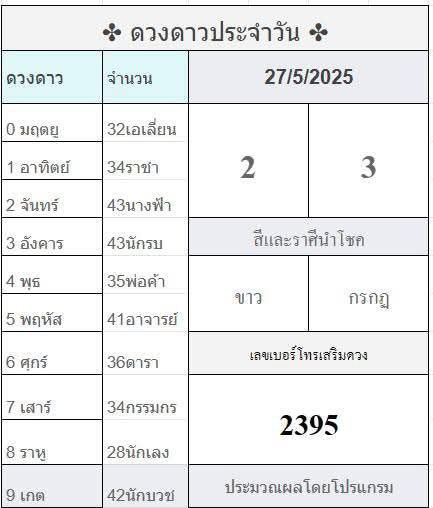 ✤ ดวงดาวประจำวัน ✤
ดวงดาว จำนวน 27/5/2025
0 มฤตยู 32เอเลี่ยน
1 อาทิตย์ 34ราชา 2 3
2 จันทร์ 43นางฟ้า
3 อังคาร 43นักรบ สีและราศีนำโชค
4 พุธ 35พ่อค้า ขาว กรกฎ
5 พฤหัส 41อาจารย์
6 ศุกร์ 36ดารา เลขเบอร์โทรเสริมดวง
7 เสาร์ 34กรรมกร 2395
8 ราหู 28นักเลง
9 เกต 42นักบวช ประมวณผลโดยโปรแกรม